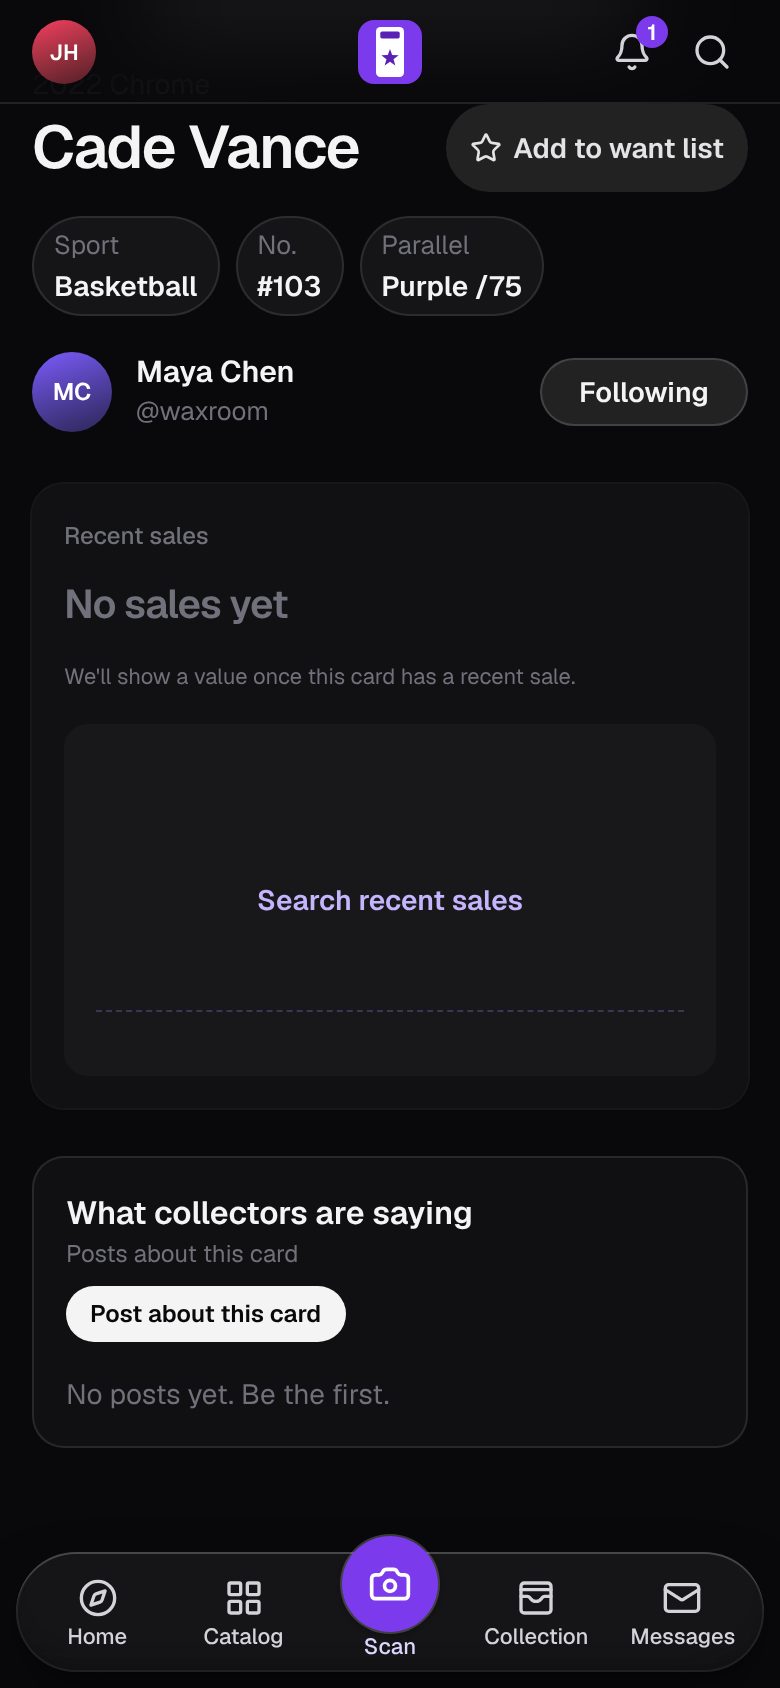 JH
1
2022 Chrome
Cade Vance
Add to want list
Sport
Basketball
No.
#103
Parallel
Purple /75
MC
Maya Chen
@waxroom
Following
Recent sales
No sales yet
We'll show a value once this card has a recent sale.
Search recent sales
What collectors are saying
Posts about this card
Post about this card
No posts yet. Be the first.
Home
Catalog
Scan
Collection
Messages